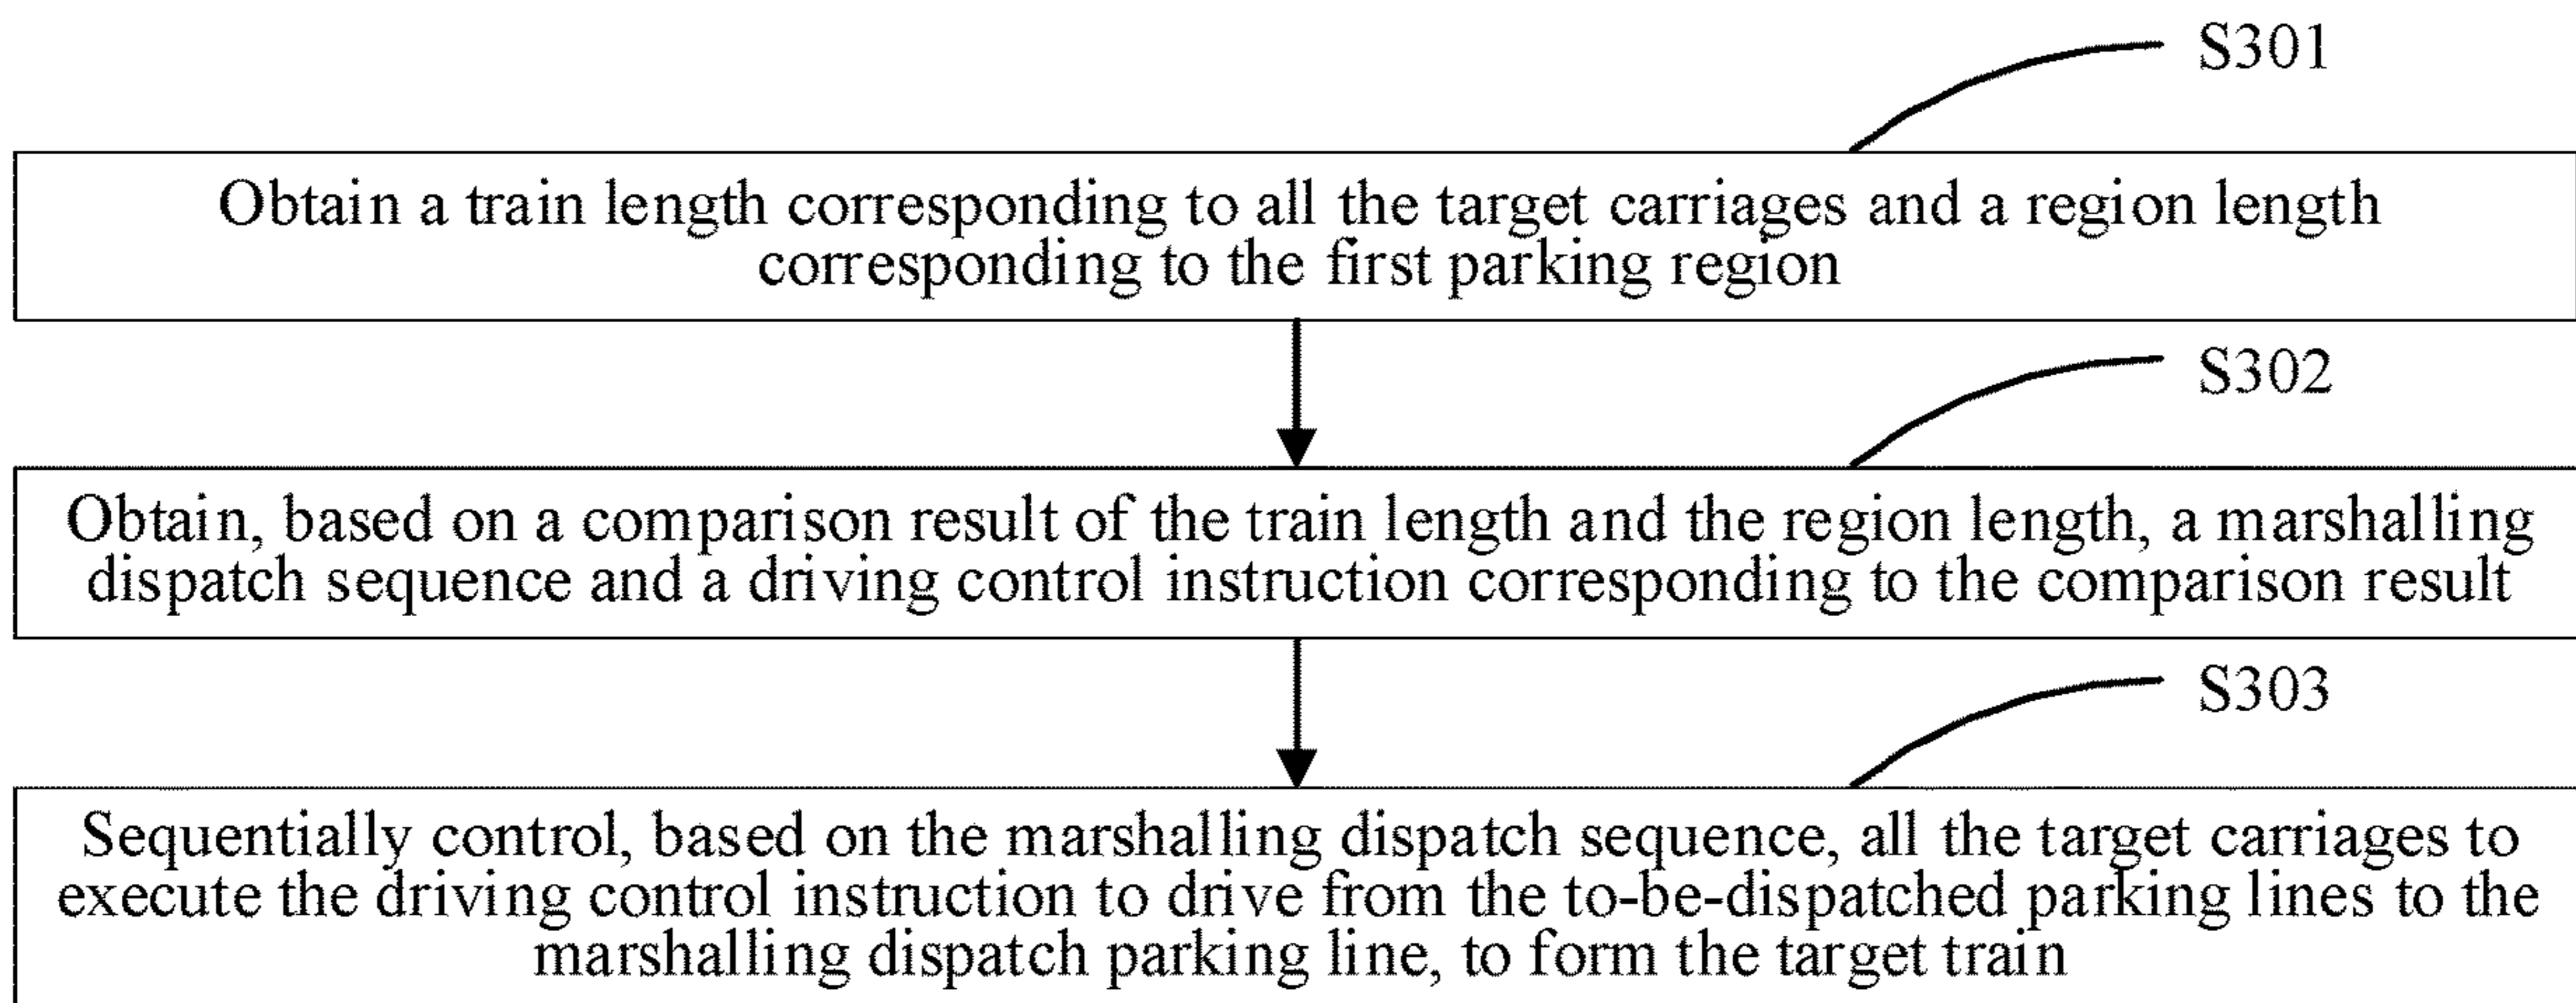 S301
Obtain a train length corresponding to all the target carriages and a region length
corresponding to the first parking region
S302
Obtain, based on a comparison result of the train length and the region length, a marshalling
dispatch sequence and a driving control instruction corresponding to the comparison result
S303
Sequentially control, based on the marshalling dispatch sequence, all the target carriages to
execute the driving control instruction to drive from the to-be-dispatched parking lines to the
marshalling dispatch parking line, to form the target train